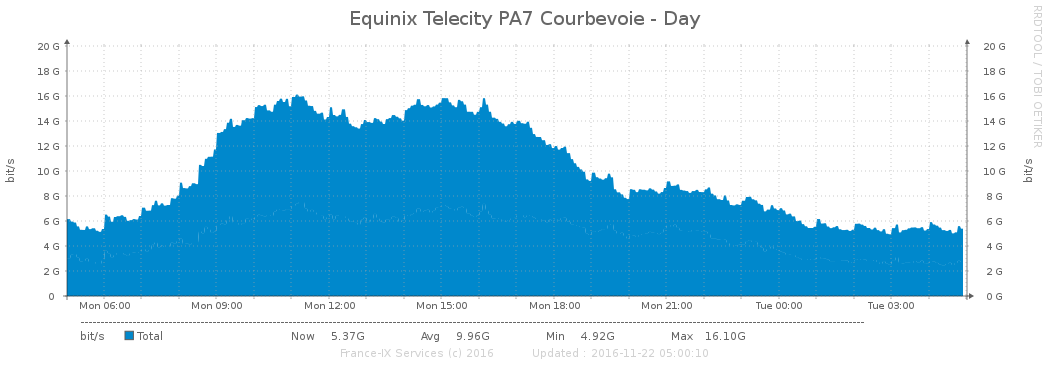 Equinix Telecity PA7 Courbevoie - Day
RRDTOOL / TOBI OETIKER
bit/s
bit/s
20 G 20 G
18 G 18 G
16 G 16 G
14 G 14 G
12 G 12 G
10 G 10 G
8 G 8 G
6 G 6 G
4 G 4 G
2 G 2 G
0 0 G
Mon 06:00 Mon 09:00 Mon 12:00 Mon 15:00 Mon 18:00 Mon 21:00 Tue 00:00 Tue 03:00
bit/s Total Now 5.37G Avg 9.96G Min 4.92G Max 16.10G
France-IX Services (c) 2016 Updated : 2016-11-22 05:00:10